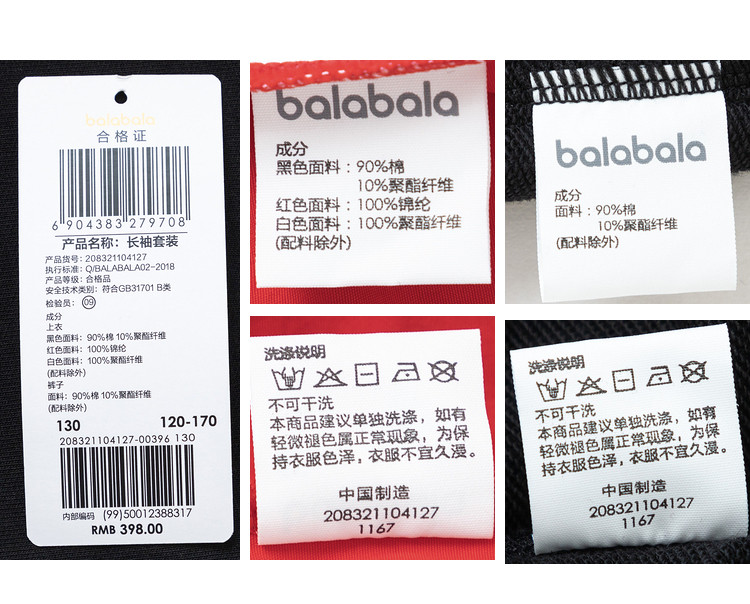 balabala
合格证
6 904383 279708
产品名称：长袖套装
产品货号：208321104127
执行标准：Q/BALABALA02-2018
产品等级：合格品
安全技术类别：符合GB31701 B类
检验员：09
成分
上衣
黑色面料：90%棉 10%聚酯纤维
红色面料：100%锦纶
白色面料：100%聚酯纤维
(配料除外)
裤子
面料：90%棉 10%聚酯纤维
(配料除外)
130 120-170
208321104127-00396 130
内部编码 (99)50012388317
RMB 398.00
balabala
成分
黑色面料：90%棉
10%聚酯纤维
红色面料：100%锦纶
白色面料：100%聚酯纤维
(配料除外)
balabala
成分
面料：90%棉
10%聚酯纤维
(配料除外)
洗涤说明
不可干洗
本商品建议单独洗涤，如有
轻微褪色属正常现象，为保
持衣服色泽，衣服不宜久漫。
中国制造
208321104127
1167
洗涤说明
不可干洗
本商品建议单独洗涤，如有
轻微褪色属正常现象，为保
持衣服色泽，衣服不宜久漫。
中国制造
208321104127
1167